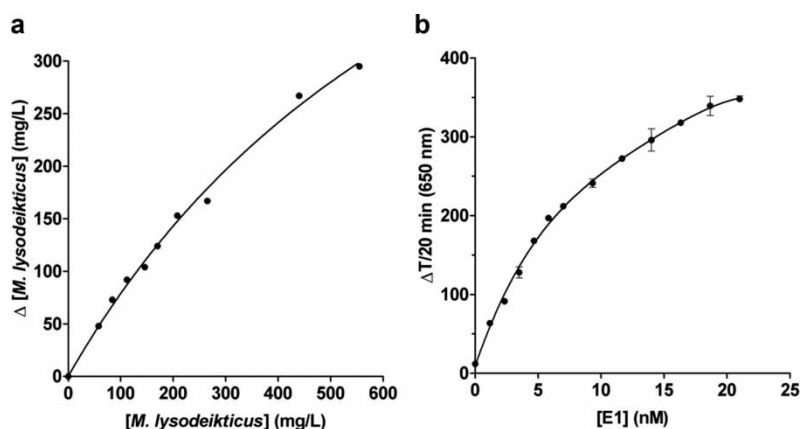 a
Δ [M. lysodeikticus] (mg/L)
300
250
200
150
100
50
0
0 100 200 300 400 500 600
[M. lysodeikticus] (mg/L)
b
ΔT/20 min (650 nm)
400
300
200
100
0
0 5 10 15 20 25
[E1] (nM)